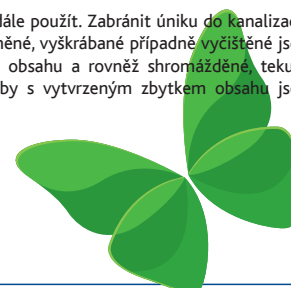 dále použít. Zabránit úniku do kanalizac
něné, vyškrábané případně vyčištěné js
obsahu a rovněž shromážděné, teku
by s vytvrzeným zbytkem obsahu js